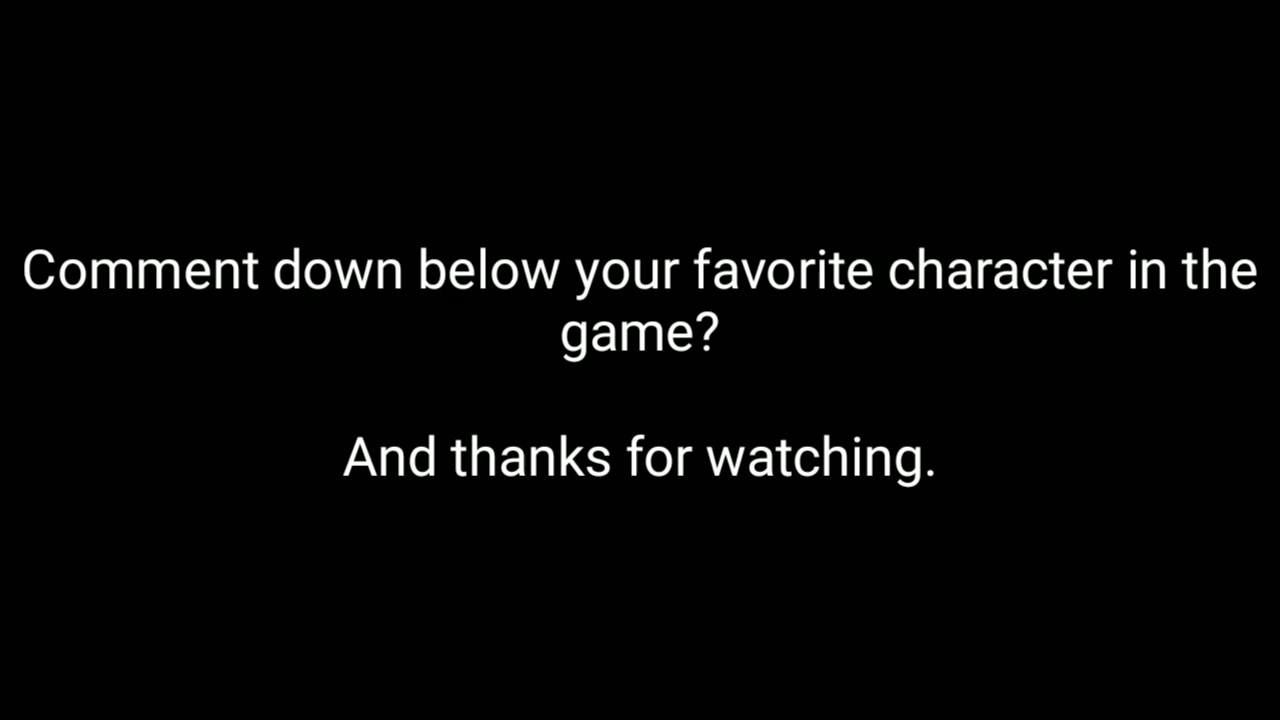 Comment down below your favorite character in the
game?
And thanks for watching.